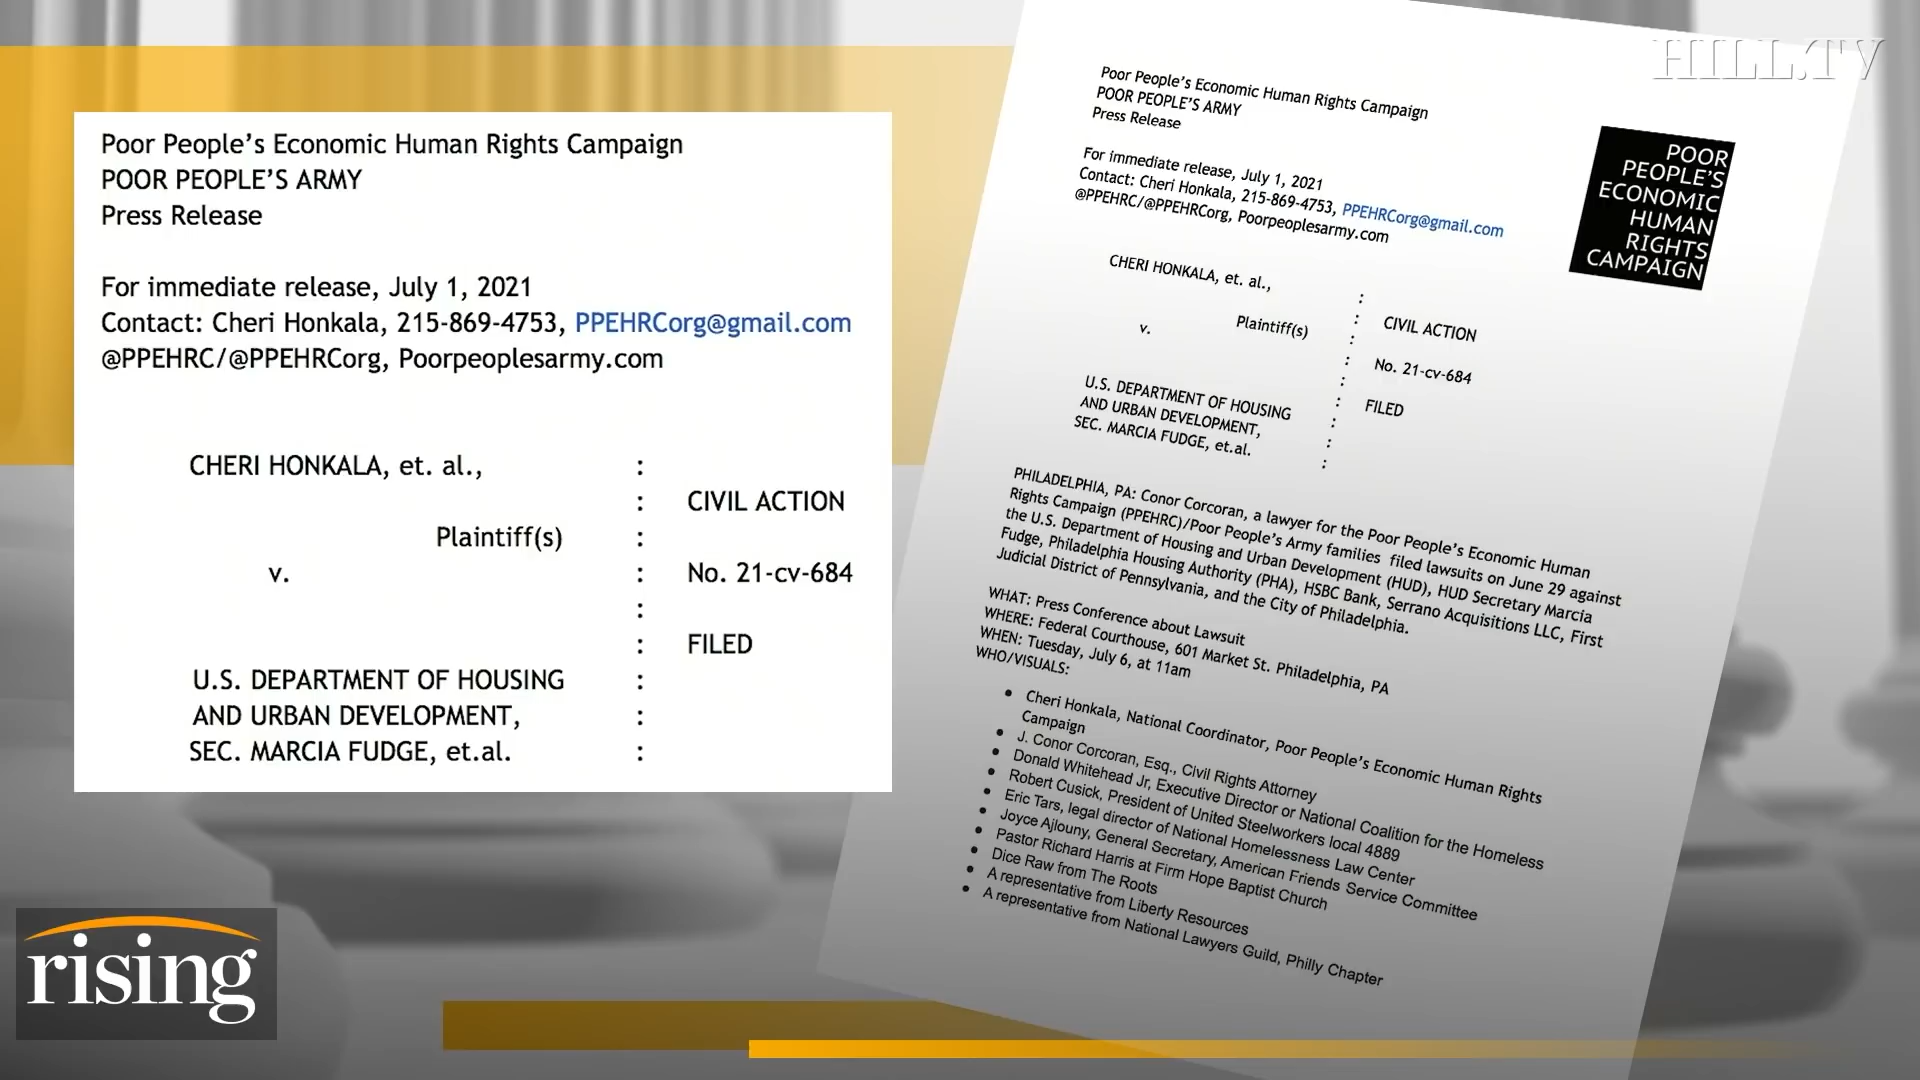 HILL.TV
Poor People's Economic Human Rights Campaign
POOR PEOPLE'S ARMY
Press Release
For immediate release, July 1, 2021
Contact: Cheri Honkala, 215-869-4753, PPEHRCorg@gmail.com
@PPEHRC/@PPEHRCorg, Poorpeoplesarmy.com
CHERI HONKALA, et. al., :
: CIVIL ACTION
Plaintiff(s) :
v. : No. 21-cv-684
:
: FILED
U.S. DEPARTMENT OF HOUSING :
AND URBAN DEVELOPMENT, :
SEC. MARCIA FUDGE, et.al. :
Poor People's Economic Human Rights Campaign
POOR PEOPLE'S ARMY
Press Release
For immediate release, July 1, 2021
Contact: Cheri Honkala, 215-869-4753, PPEHRCorg@gmail.com
@PPEHRC/@PPEHRCorg, Poorpeoplesarmy.com
POOR
PEOPLE'S
ECONOMIC
HUMAN
RIGHTS
CAMPAIGN
CHERI HONKALA, et. al., :
: CIVIL ACTION
Plaintiff(s) :
v. : No. 21-cv-684
:
: FILED
U.S. DEPARTMENT OF HOUSING :
AND URBAN DEVELOPMENT, :
SEC. MARCIA FUDGE, et.al. :
PHILADELPHIA, PA: Conor Corcoran, a lawyer for the Poor People's Economic Human
Rights Campaign (PPEHRC)/Poor People's Army families filed lawsuits on June 29 against
the U.S. Department of Housing and Urban Development (HUD), HUD Secretary Marcia
Fudge, Philadelphia Housing Authority (PHA), HSBC Bank, Serrano Acquisitions LLC, First
Judicial District of Pennsylvania, and the City of Philadelphia.
WHAT: Press Conference about Lawsuit
WHERE: Federal Courthouse, 601 Market St. Philadelphia, PA
WHEN: Tuesday, July 6, at 11am
WHO/VISUALS:
• Cheri Honkala, National Coordinator, Poor People's Economic Human Rights
Campaign
• J. Conor Corcoran, Esq., Civil Rights Attorney
• Donald Whitehead Jr, Executive Director or National Coalition for the Homeless
• Robert Cusick, President of United Steelworkers local 4889
• Eric Tars, legal director of National Homelessness Law Center
• Joyce Ajlouny, General Secretary, American Friends Service Committee
• Pastor Richard Harris at Firm Hope Baptist Church
• Dice Raw from The Roots
• A representative from Liberty Resources
• A representative from National Lawyers Guild, Philly Chapter
rising